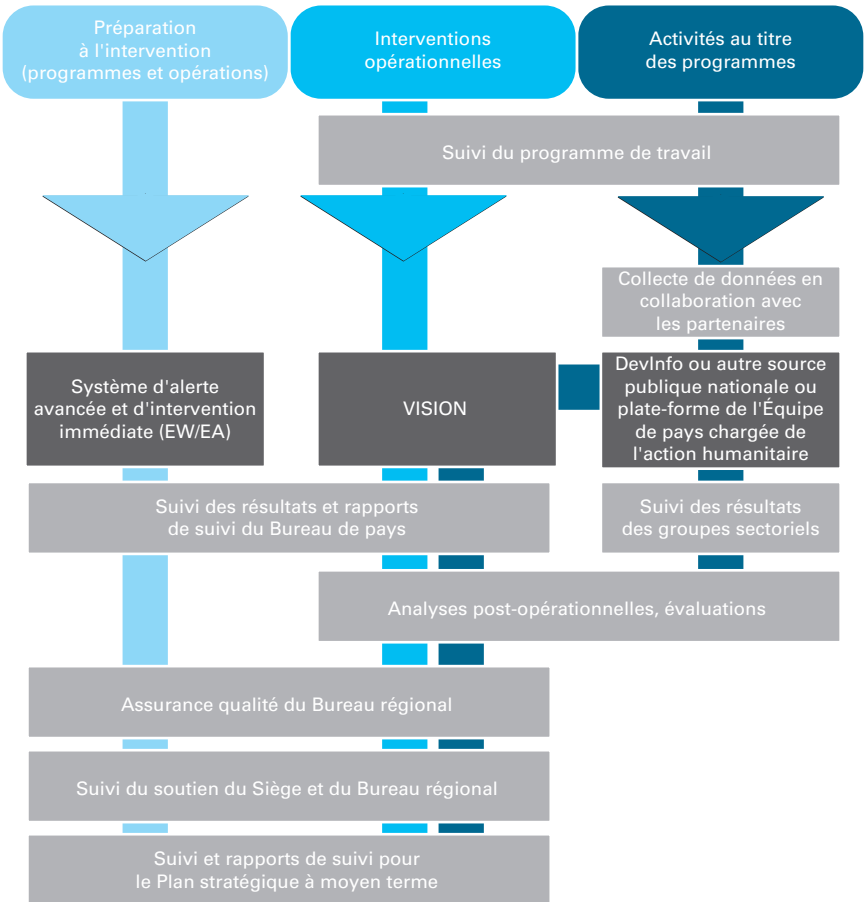 Préparation
à l'intervention
(programmes et opérations)
Interventions
opérationnelles
Activités au titre
des programmes
Suivi du programme de travail
Collecte de données en
collaboration avec
les partenaires
Système d'alerte
avancée et d'intervention
immédiate (EW/EA)
VISION
DevInfo ou autre source
publique nationale ou
plate-forme de l'Équipe
de pays chargée de
l'action humanitaire
Suivi des résultats et rapports
de suivi du Bureau de pays
Suivi des résultats
des groupes sectoriels
Analyses post-opérationnelles, évaluations
Assurance qualité du Bureau régional
Suivi du soutien du Siège et du Bureau régional
Suivi et rapports de suivi pour
le Plan stratégique à moyen terme